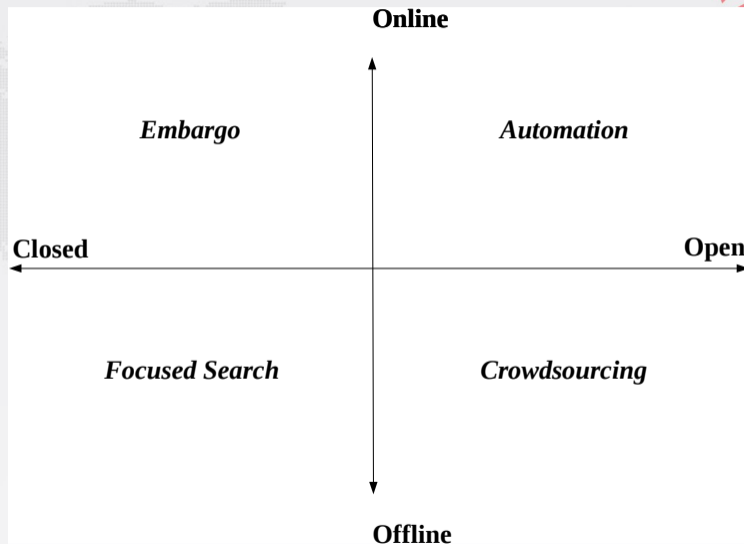 Online
Embargo
Automation
Closed
Open
Focused Search
Crowdsourcing
Offline